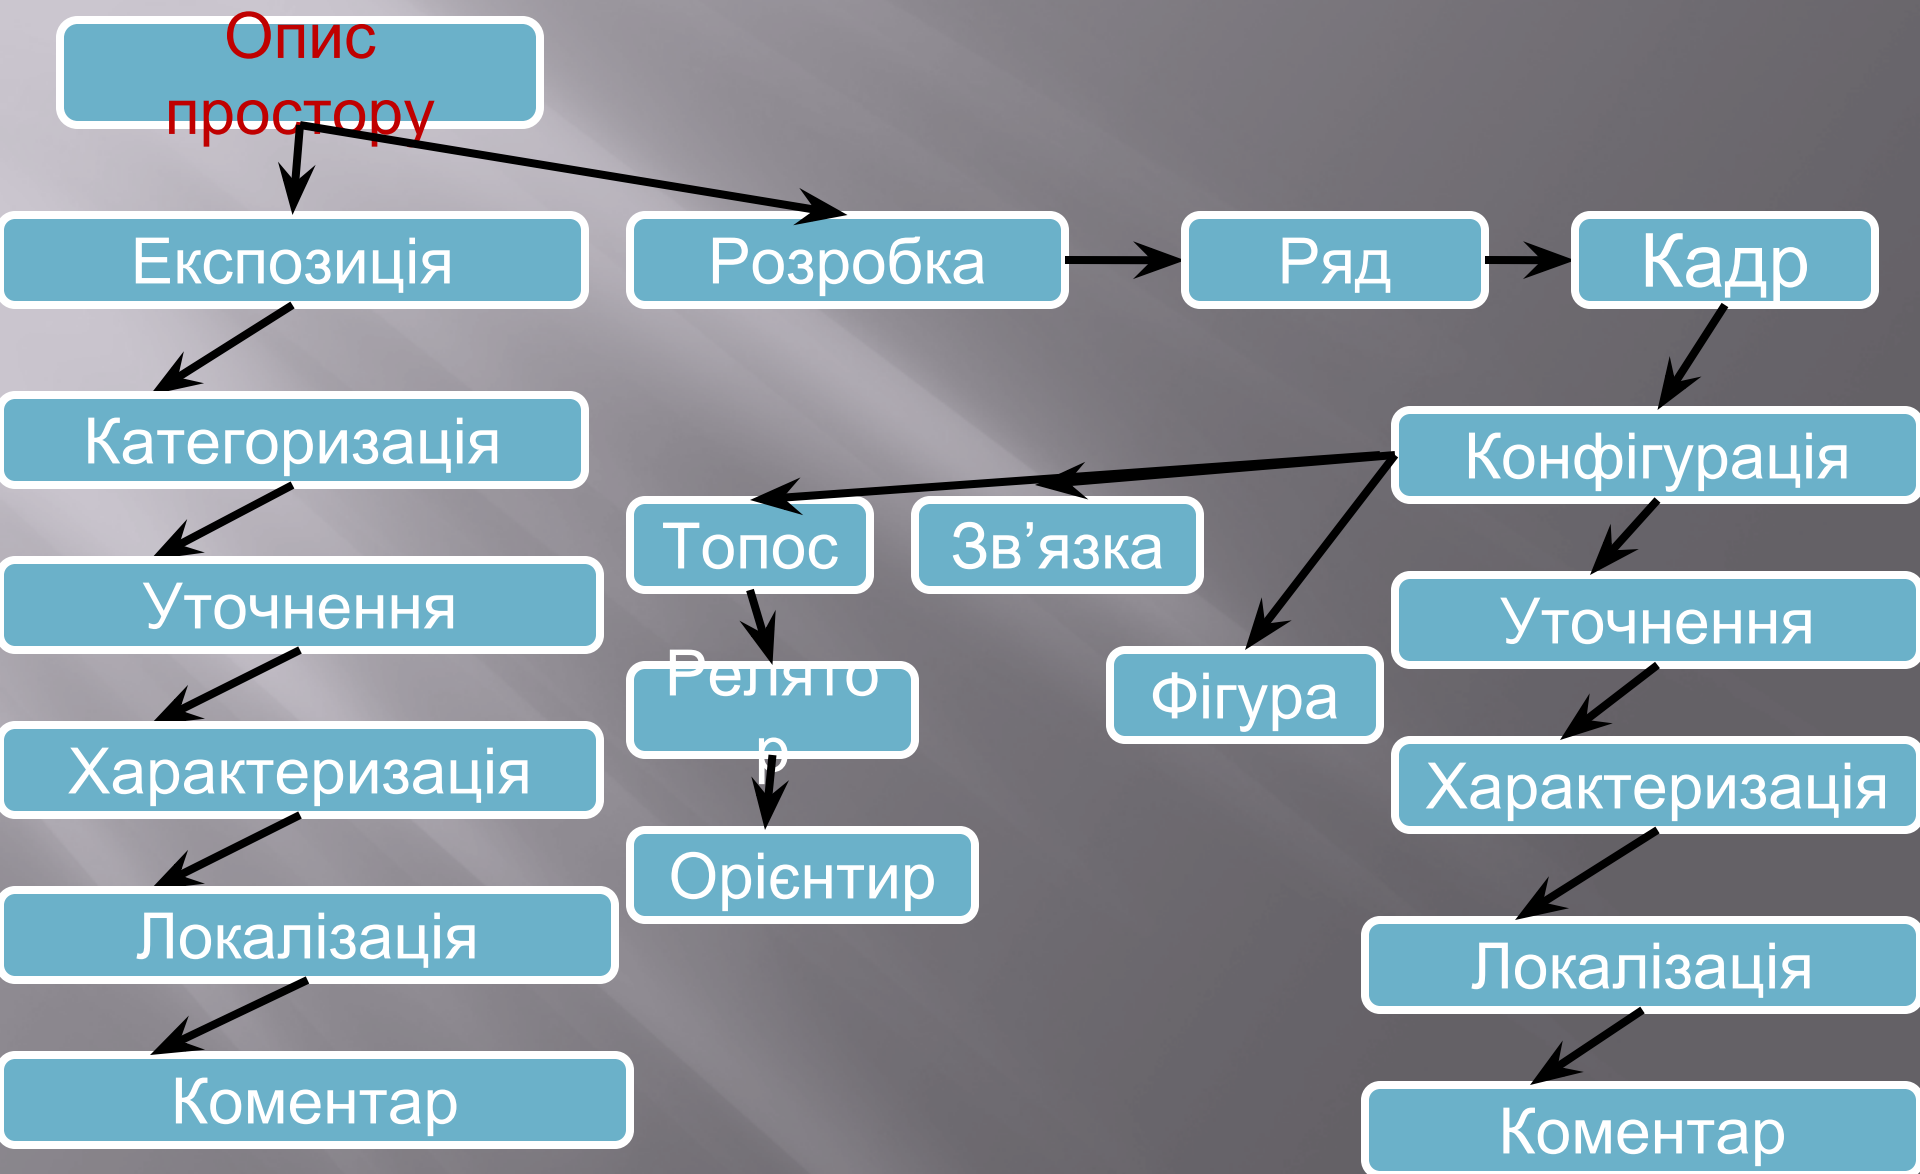 Опис
простору
Експозиція
Розробка
Ряд
Кадр
Категоризація
Конфігурація
Топос
Зв’язка
Уточнення
Уточнення
Релято
р
Фігура
Характеризація
Характеризація
Орієнтир
Локалізація
Локалізація
Коментар
Коментар